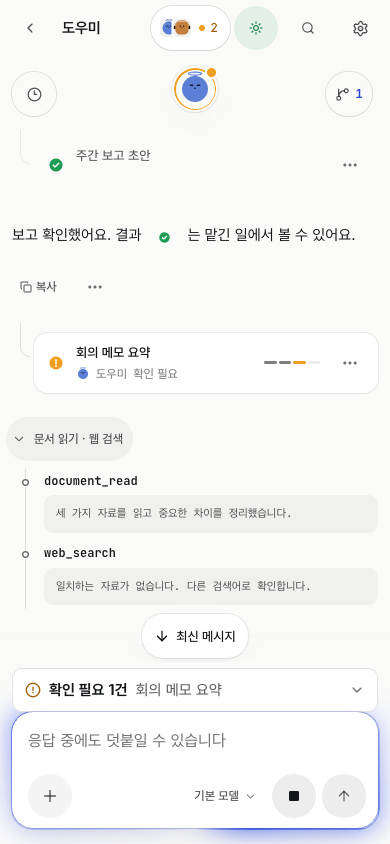 도우미
2
1
주간 보고 초안
보고 확인했어요. 결과 는 맡긴 일에서 볼 수 있어요.
복사
회의 메모 요약
도우미 확인 필요
문서 읽기 · 웹 검색
document_read
세 가지 자료를 읽고 중요한 차이를 정리했습니다.
web_search
일치하는 자료가 없습니다. 다른 검색어로 확인합니다.
최신 메시지
확인 필요 1건 회의 메모 요약
응답 중에도 덧붙일 수 있습니다
기본 모델